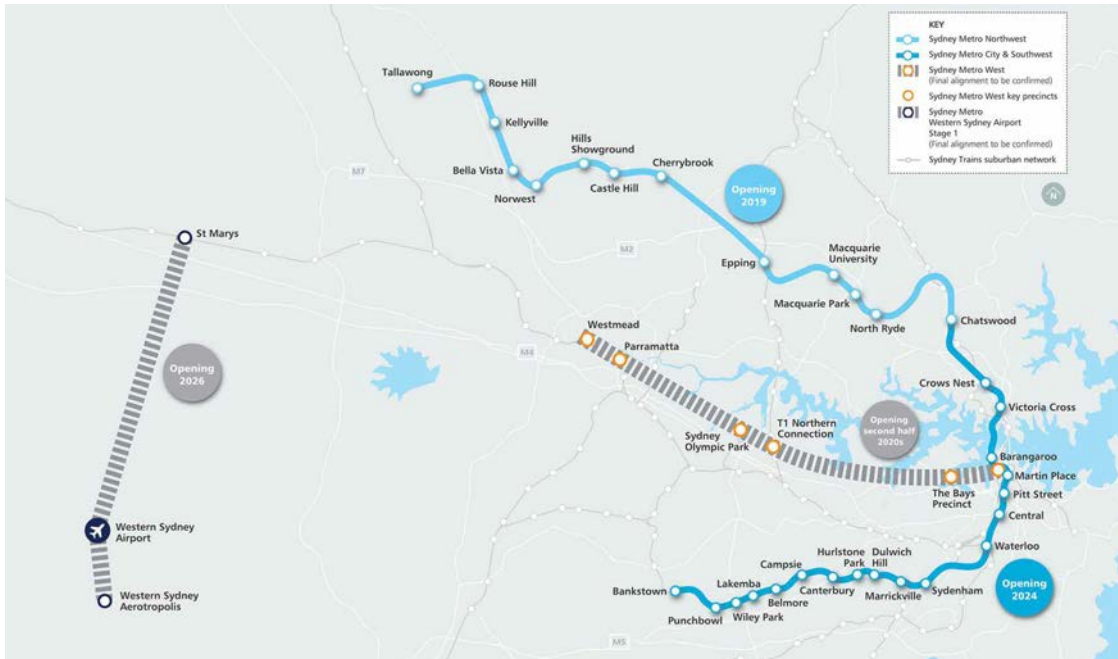 KEY
Sydney Metro Northwest
Sydney Metro City & Southwest
Sydney Metro West
(Final alignment to be confirmed)
Sydney Metro West key precincts
Sydney Metro
Western Sydney Airport
Stage 1
(Final alignment to be confirmed)
Sydney Trains suburban network
N
Tallawong
Rouse Hill
Kellyville
Bella Vista
Norwest
Hills
Showground
Castle Hill
Cherrybrook
Opening
2019
M7
M2
St Marys
Epping
Macquarie
University
Macquarie Park
North Ryde
Chatswood
Westmead
Parramatta
M4
Opening
2026
Crows Nest
Victoria Cross
Opening
second half
2020s
Sydney
Olympic Park
T1 Northern
Connection
Barangaroo
Martin Place
The Bays
Precinct
Pitt Street
Central
Waterloo
Western Sydney
Airport
Western Sydney
Aerotropolis
Bankstown
Punchbowl
Wiley Park
Lakemba
Belmore
Campsie
Canterbury
Hurlstone
Park
Dulwich
Hill
Marrickville
Sydenham
Opening
2024
M5